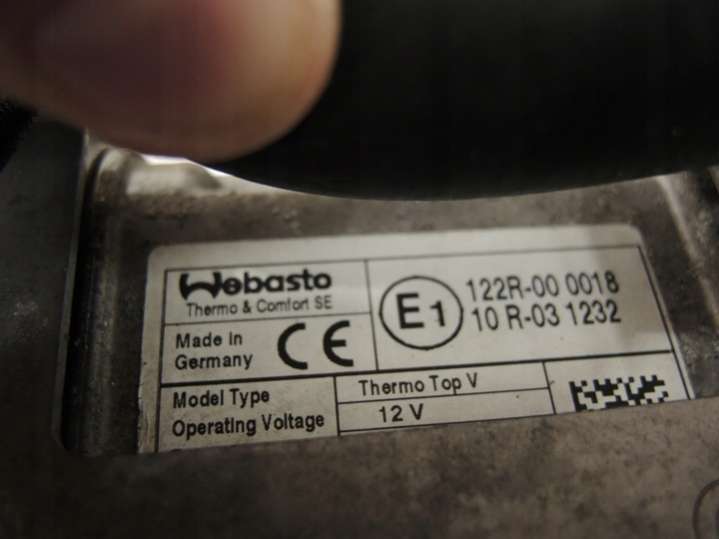 Webasto
Thermo & Comfort SE
Made in
Germany
CE
E1
122R-00 0018
10 R-03 1232
Model Type
Thermo Top V
Operating Voltage
12 V